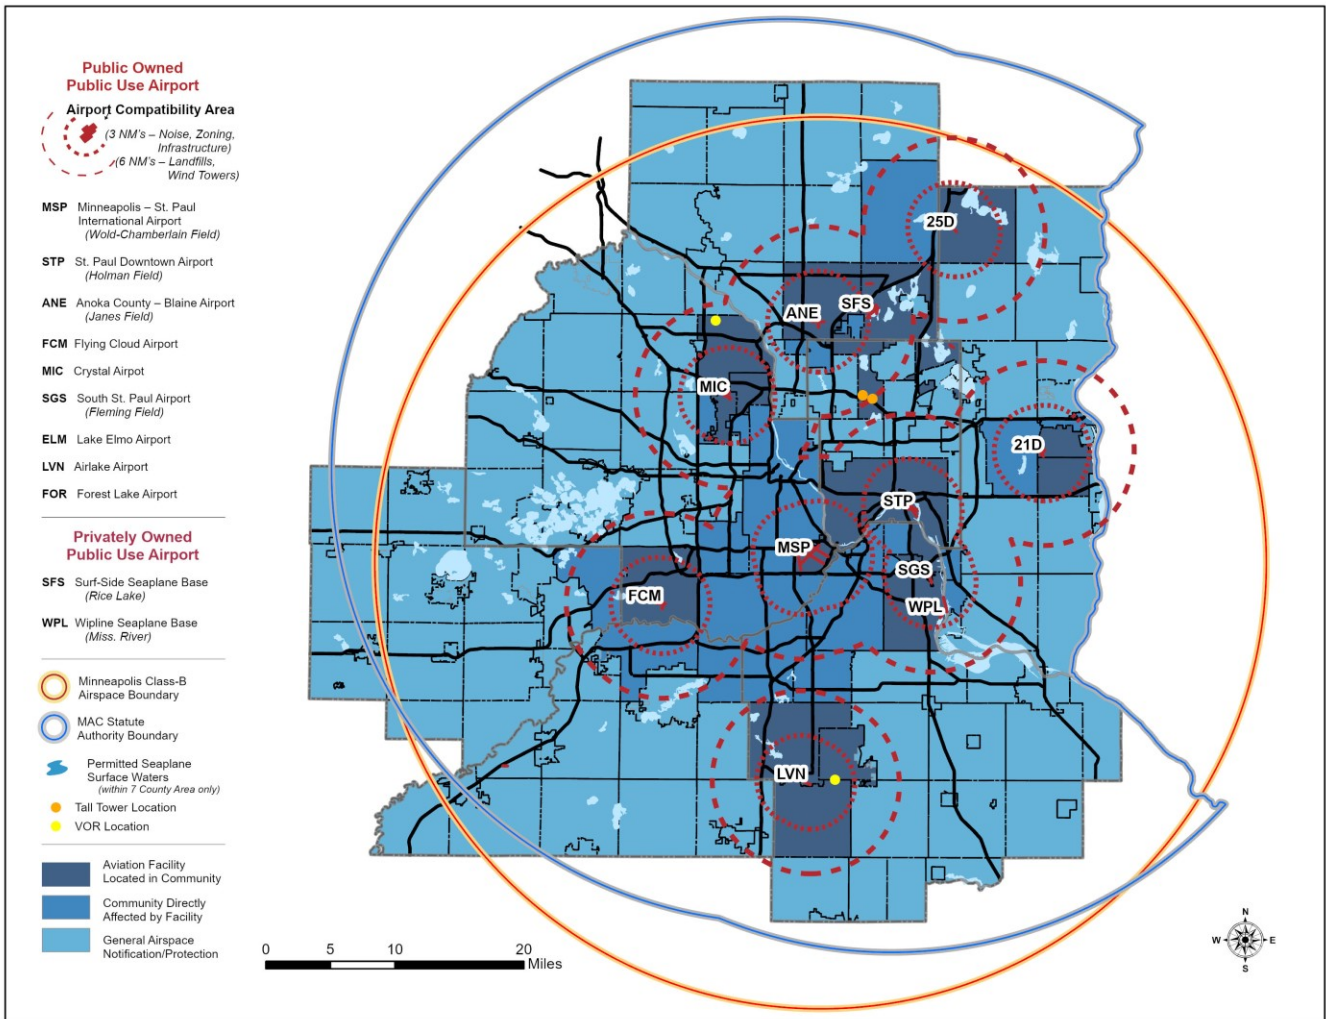 Public Owned
Public Use Airport
Airport Compatibility Area
(3 NM's – Noise, Zoning,
Infrastructure)
(6 NM's – Landfills,
Wind Towers)
MSP Minneapolis – St. Paul
International Airport
(Wold-Chamberlain Field)
STP St. Paul Downtown Airport
(Holman Field)
ANE Anoka County – Blaine Airport
(Janes Field)
FCM Flying Cloud Airport
MIC Crystal Airpot
SGS South St. Paul Airport
(Fleming Field)
ELM Lake Elmo Airport
LVN Airlake Airport
FOR Forest Lake Airport
Privately Owned
Public Use Airport
SFS Surf-Side Seaplane Base
(Rice Lake)
WPL Wipline Seaplane Base
(Miss. River)
Minneapolis Class-B
Airspace Boundary
MAC Statute
Authority Boundary
Permitted Seaplane
Surface Waters
(within 7 County Area only)
Tall Tower Location
VOR Location
Aviation Facility
Located in Community
Community Directly
Affected by Facility
General Airspace
Notification/Protection
25D
SFS
ANE
MIC
21D
STP
MSP
SGS
FCM
WPL
LVN
0 5 10 20
Miles
N
W E
S